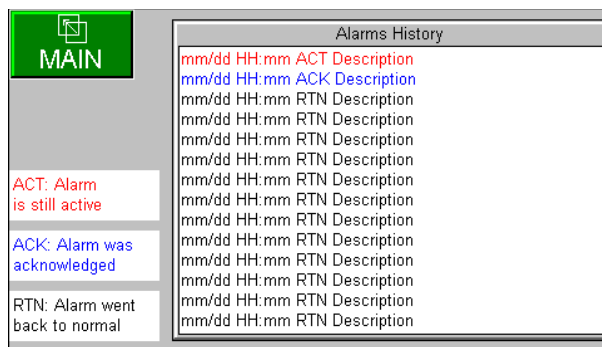 MAIN
Alarms History
mm/dd HH:mm ACT Description
mm/dd HH:mm ACK Description
mm/dd HH:mm RTN Description
mm/dd HH:mm RTN Description
mm/dd HH:mm RTN Description
mm/dd HH:mm RTN Description
mm/dd HH:mm RTN Description
mm/dd HH:mm RTN Description
mm/dd HH:mm RTN Description
mm/dd HH:mm RTN Description
mm/dd HH:mm RTN Description
mm/dd HH:mm RTN Description
mm/dd HH:mm RTN Description
mm/dd HH:mm RTN Description
ACT: Alarm
is still active
ACK: Alarm was
acknowledged
RTN: Alarm went
back to normal